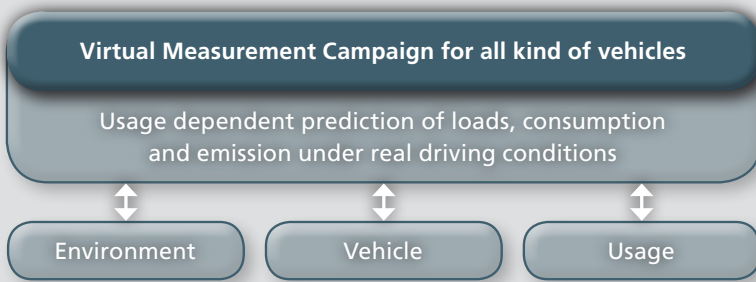 Virtual Measurement Campaign for all kind of vehicles
Usage dependent prediction of loads, consumption
and emission under real driving conditions
Environment
Vehicle
Usage